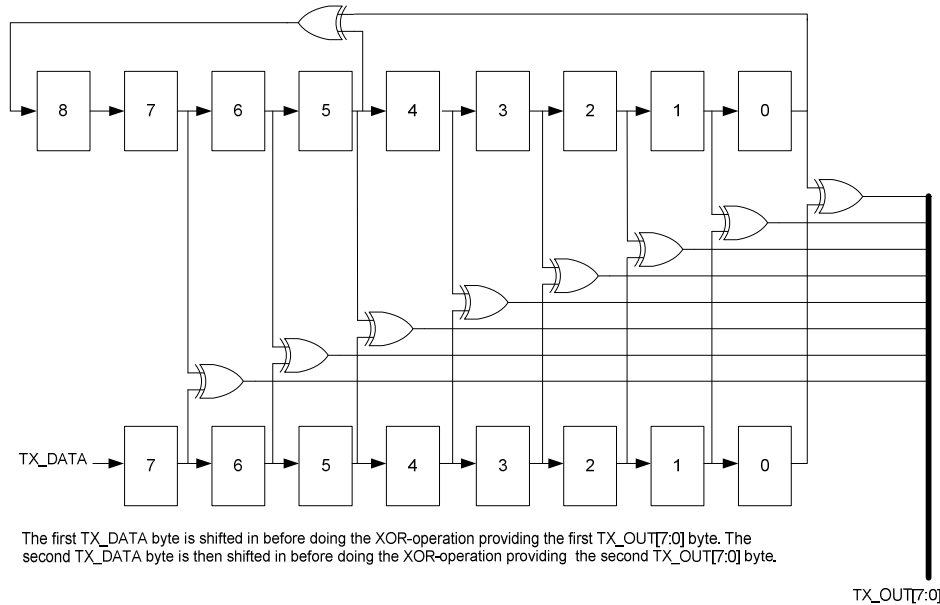 8 7 6 5 4 3 2 1 0
TX_DATA 7 6 5 4 3 2 1 0
The first TX_DATA byte is shifted in before doing the XOR-operation providing the first TX_OUT[7:0] byte. The
second TX_DATA byte is then shifted in before doing the XOR-operation providing the second TX_OUT[7:0] byte.
TX_OUT[7:0]